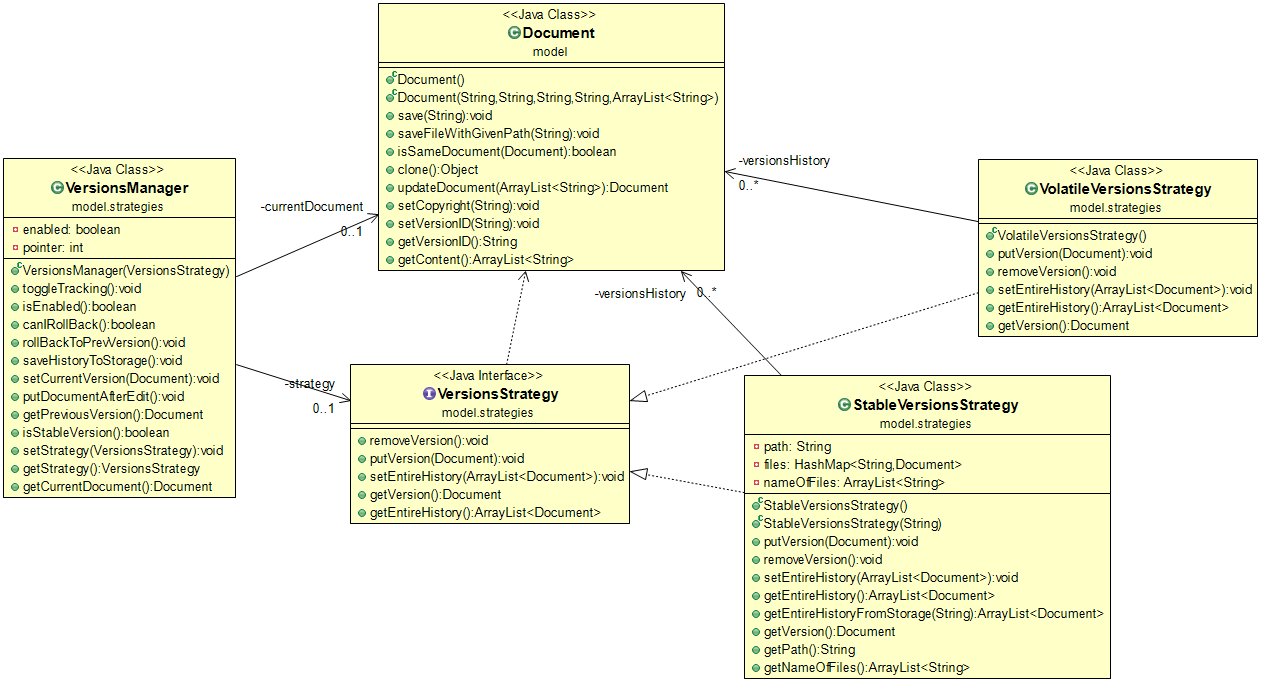 <<Java Class>>
Document
model
Document()
Document(String,String,String,String,ArrayList<String>)
save(String):void
saveFileWithGivenPath(String):void
isSameDocument(Document):boolean
clone():Object
updateDocument(ArrayList<String>):Document
setCopyright(String):void
setVersionID(String):void
getVersionID():String
getContent():ArrayList<String>
<<Java Class>>
VersionsManager
model.strategies
enabled: boolean
pointer: int
VersionsManager(VersionsStrategy)
toggleTracking():void
isEnabled():boolean
canIRollBack():boolean
rollBackToPrevVersion():void
saveHistoryToStorage():void
setCurrentVersion(Document):void
putDocumentAfterEdit():void
getPreviousVersion():Document
isStableVersion():boolean
setStrategy(VersionsStrategy):void
getStrategy():VersionsStrategy
getCurrentDocument():Document
-currentDocument
0..1
-strategy
0..1
-versionsHistory
0..*
-versionsHistory
0..*
<<Java Class>>
VolatileVersionsStrategy
model.strategies
VolatileVersionsStrategy()
putVersion(Document):void
removeVersion():void
setEntireHistory(ArrayList<Document>):void
getEntireHistory():ArrayList<Document>
getVersion():Document
<<Java Interface>>
VersionsStrategy
model.strategies
removeVersion():void
putVersion(Document):void
setEntireHistory(ArrayList<Document>):void
getVersion():Document
getEntireHistory():ArrayList<Document>
<<Java Class>>
StableVersionsStrategy
model.strategies
path: String
files: HashMap<String,Document>
nameOfFiles: ArrayList<String>
StableVersionsStrategy()
StableVersionsStrategy(String)
putVersion(Document):void
removeVersion():void
setEntireHistory(ArrayList<Document>):void
getEntireHistory():ArrayList<Document>
getEntireHistoryFromStorage(String):ArrayList<Document>
getVersion():Document
getPath():String
getNameOfFiles():ArrayList<String>